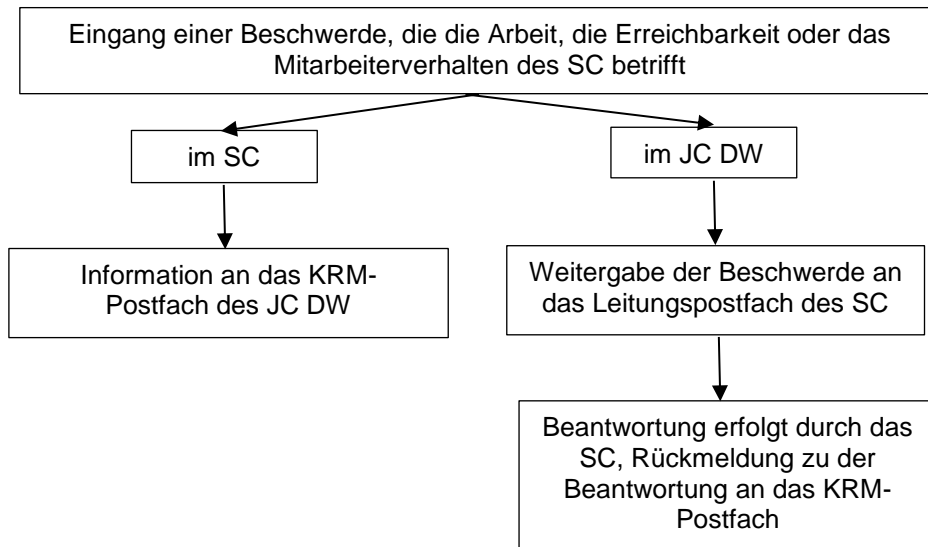 Eingang einer Beschwerde, die die Arbeit, die Erreichbarkeit oder das
Mitarbeiterverhalten des SC betrifft
im SC
im JC DW
Information an das KRM-
Postfach des JC DW
Weitergabe der Beschwerde an
das Leitungspostfach des SC
Beantwortung erfolgt durch das
SC, Rückmeldung zu der
Beantwortung an das KRM-
Postfach